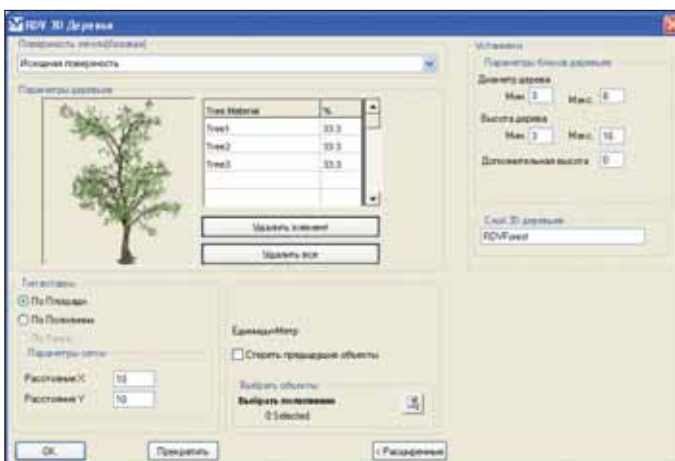 RDV 3D Деревья
Поверхность земли(базовая)
Исходная поверхность
Параметры деревьев
Tree Material %
Tree1 33.3
Tree2 33.3
Tree3 33.3
Удалить элемент
Удалить все
Установки
Параметры блоков деревьев
Диаметр дерева
Мин. 3 Макс. 6
Высота дерева
Мин. 3 Макс. 16
Дополнительная высота 0
Слой 3D деревьев
RDVForest
Тип вставки
По Площади
По Полилинии
По Точке
Параметры сетки
Расстояние X 10
Расстояние Y 10
Единицы=Метр
Стереть предыдущие объекты
Выбрать объекты
Выбрать полилинию
0 Selected
OK
Прекратить
< Расширенные